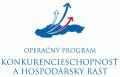 OPERAČNÝ PROGRAM
KONKURENCIESCHOPNOSŤ
A HOSPODÁRSKY RAST